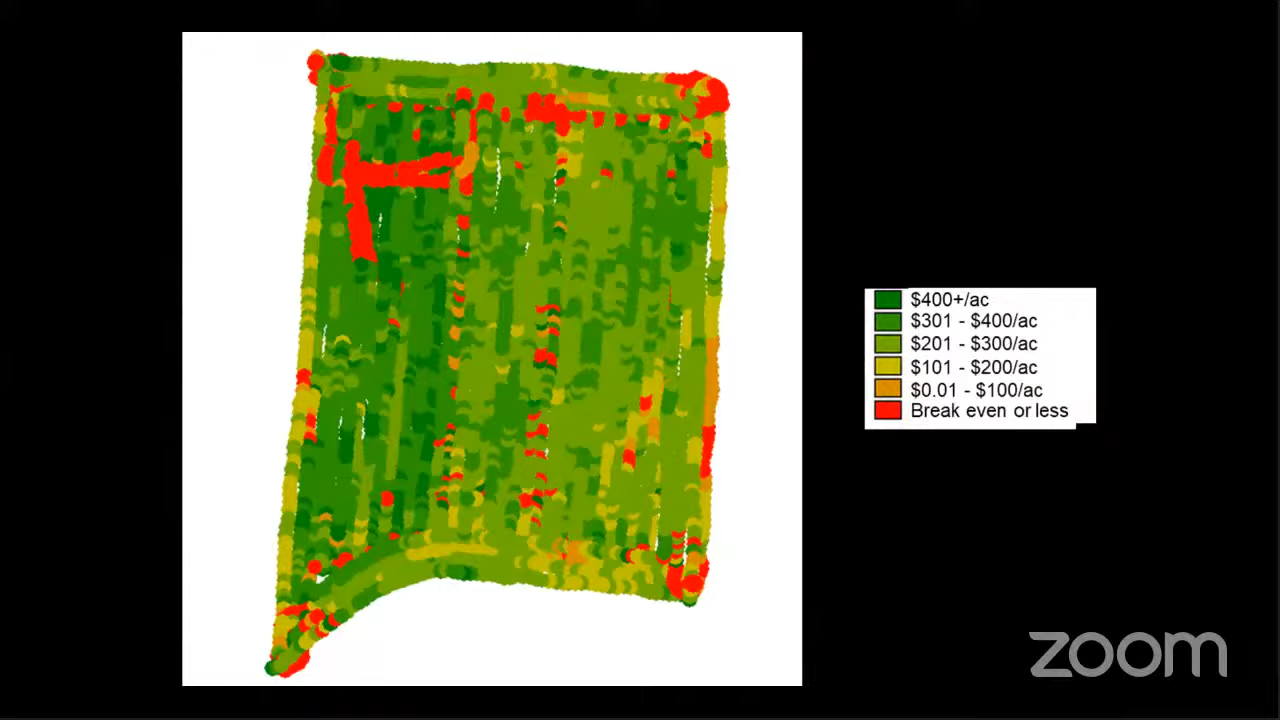 $400+/ac
$301 - $400/ac
$201 - $300/ac
$101 - $200/ac
$0.01 - $100/ac
Break even or less
zoom